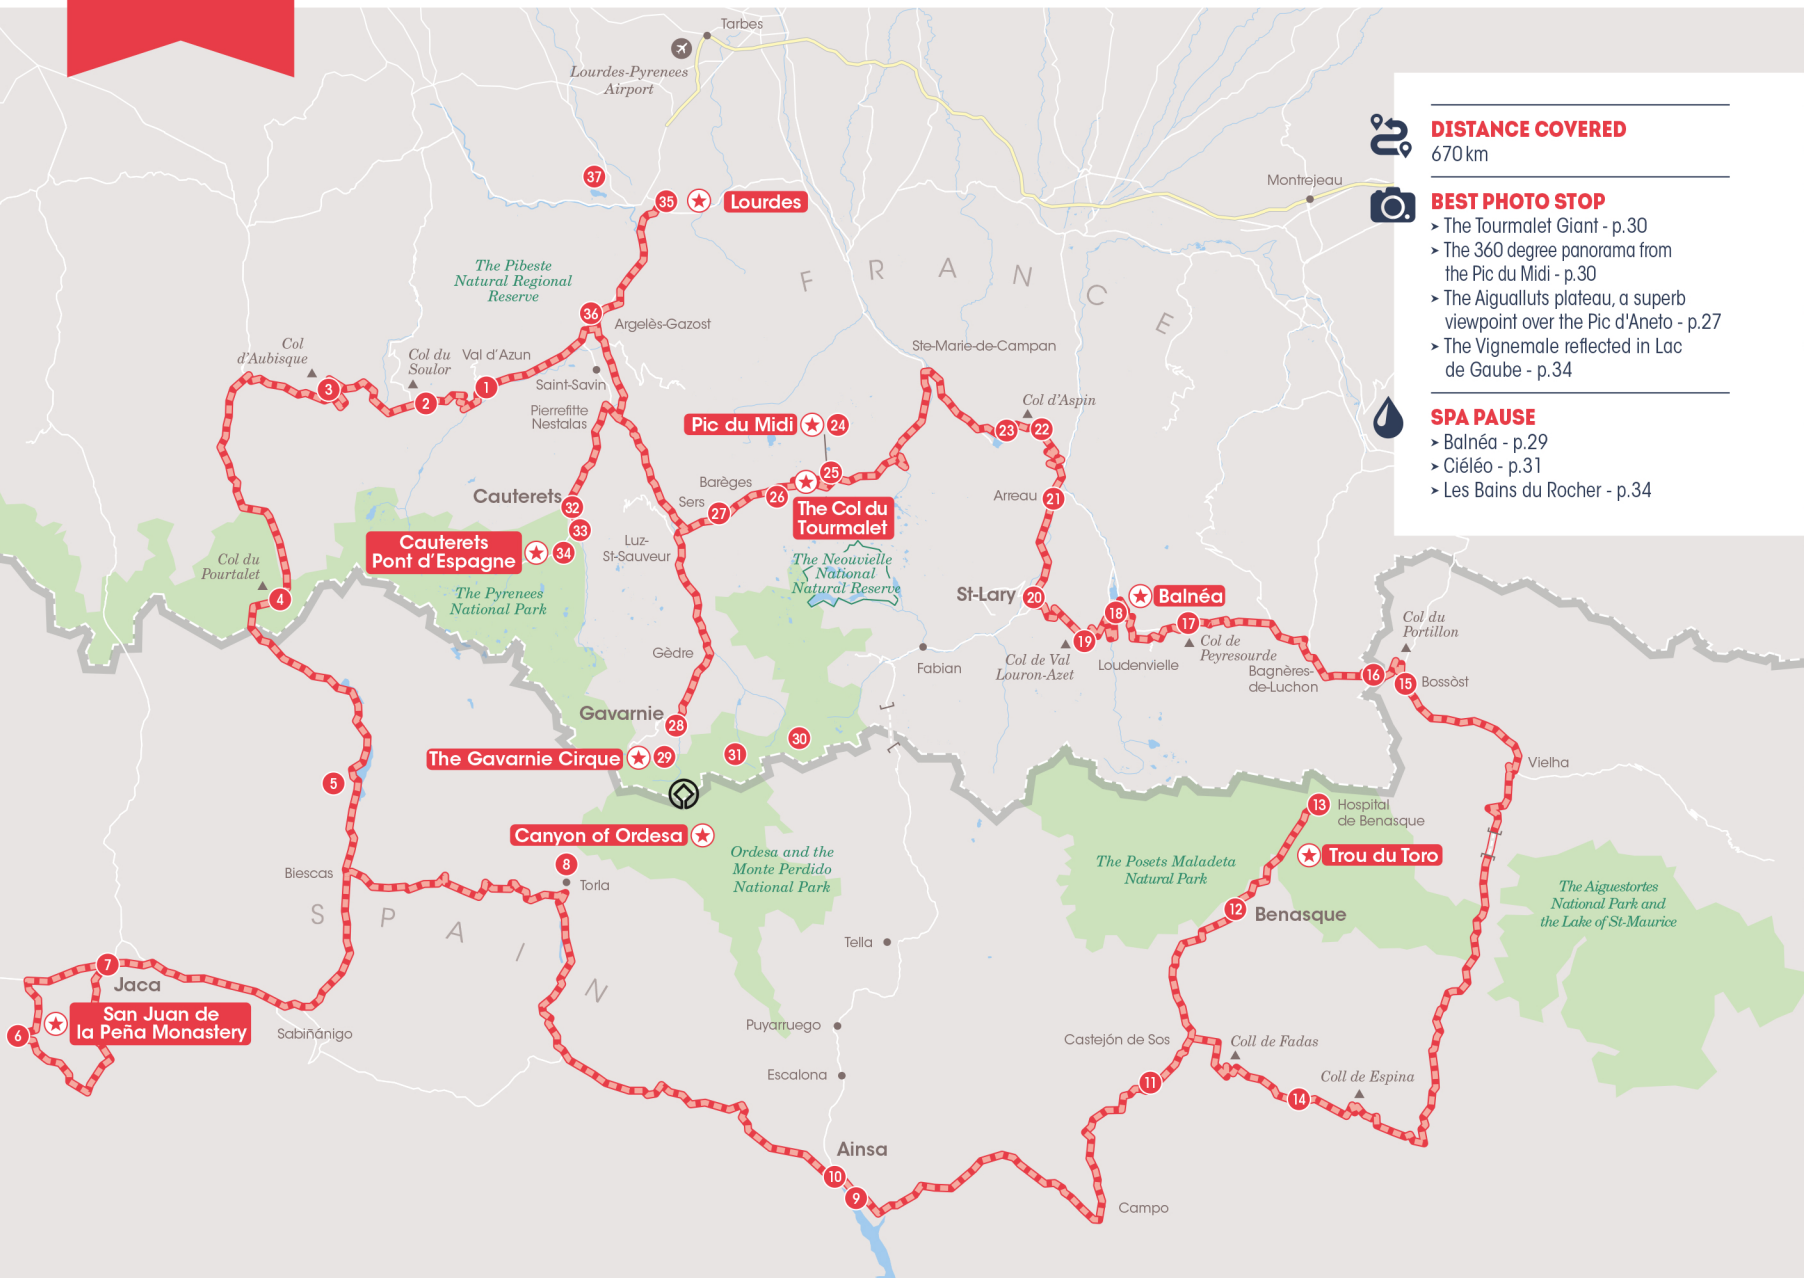 Tarbes
Lourdes-Pyrenees
Airport
DISTANCE COVERED
670 km
BEST PHOTO STOP
➤ The Tourmalet Giant - p.30
➤ The 360 degree panorama from
the Pic du Midi - p.30
➤ The Aigualluts plateau, a superb
viewpoint over the Pic d'Aneto - p.27
➤ The Vignemale reflected in Lac
de Gaube - p.34
SPA PAUSE
➤ Balnéa - p.29
➤ Ciéléo - p.31
➤ Les Bains du Rocher - p.34
Montrejeau
37
35
Lourdes
FRANCE
The Pibeste
Natural Regional
Reserve
36
Argelès-Gazost
Col
d'Aubisque
Col du
Soulor
Val d'Azun
Saint-Savin
Ste-Marie-de-Campan
3
2
1
Pierrefitte
Nestalas
Col d'Aspin
Pic du Midi
24
23
22
25
Barèges
26
Sers
27
The Col du
Tourmalet
Arreau
21
Cauterets
32
33
34
Cauterets
Pont d'Espagne
Luz-
St-Sauveur
The Neouvielle
National
Natural Reserve
Col du
Pourtalet
4
The Pyrenees
National Park
St-Lary
20
Balnéa
18
17
19
Col de
Peyresourde
Col du
Portillon
Gèdre
Fabian
Col de Val
Louron-Azet
Loudenvielle
Bagnères-
de-Luchon
16
15
Bossòst
Gavarnie
28
The Gavarnie Cirque
29
31
30
Vielha
5
Canyon of Ordesa
13
Hospital
de Benasque
8
Torla
Ordesa and the
Monte Perdido
National Park
The Posets Maladeta
Natural Park
Trou du Toro
Biescas
SPAIN
12
Benasque
The Aiguestortes
National Park and
the Lake of St-Maurice
Tella
7
Jaca
San Juan de
la Peña Monastery
6
Sabiñánigo
Puyarruego
Castejón de Sos
Coll de Fadas
Escalona
11
14
Coll de Espina
Ainsa
10
9
Campo